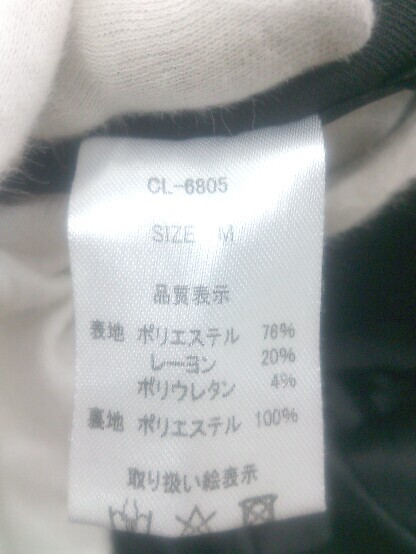 CL-6805
SIZE M
品質表示
表地 ポリエステル 76%
レーヨン 20%
ポリウレタン 4%
裏地 ポリエステル 100%
取り扱い絵表示